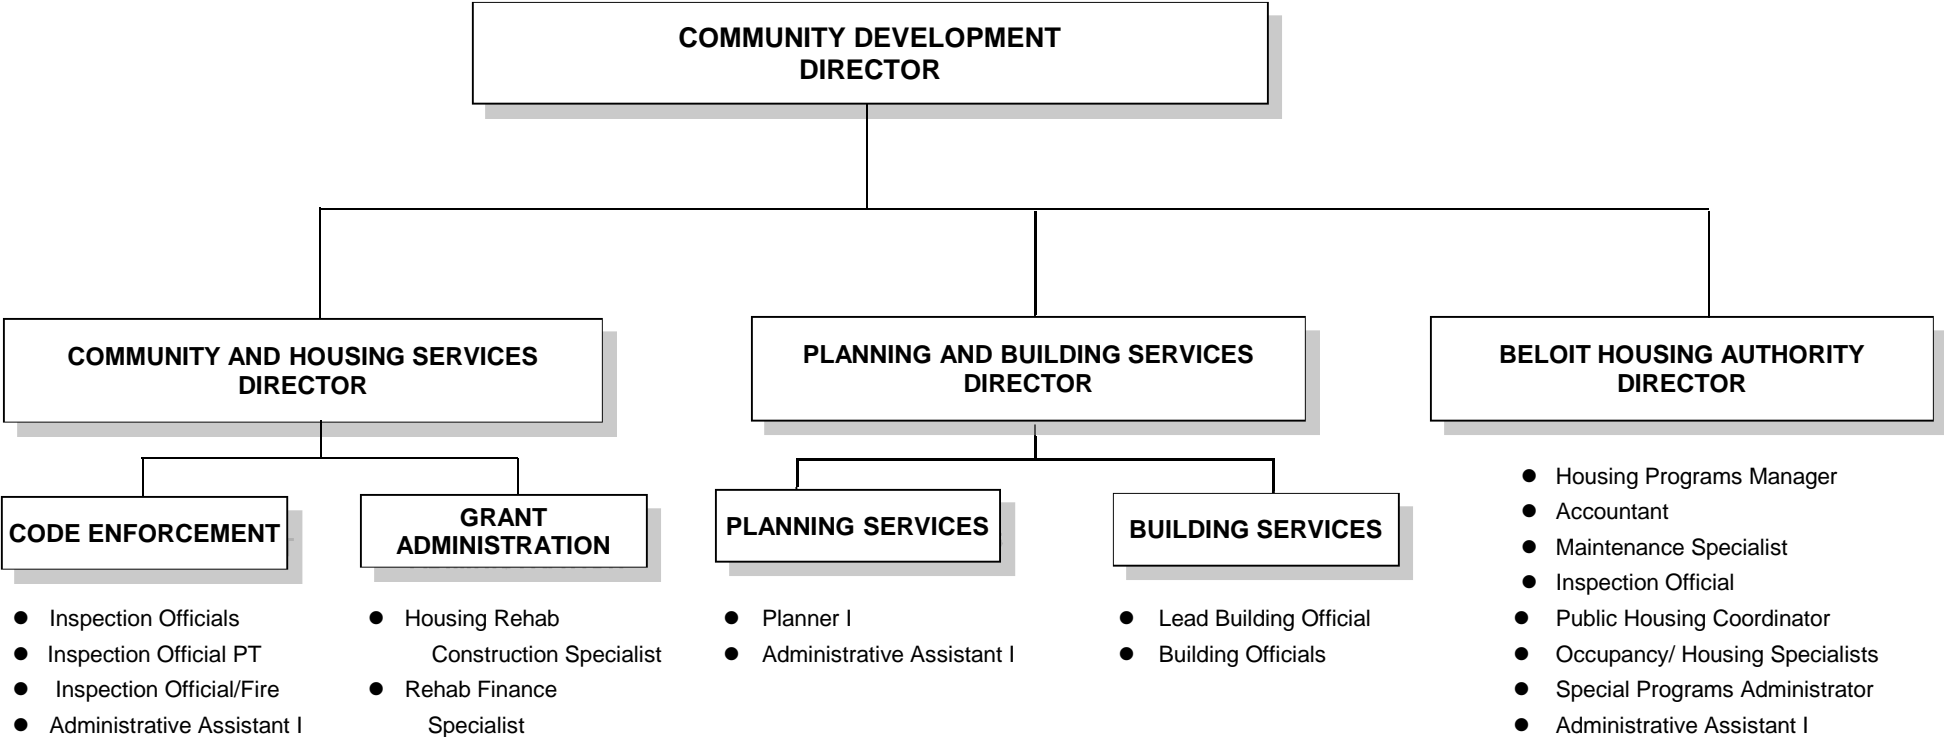 COMMUNITY DEVELOPMENT
DIRECTOR
COMMUNITY AND HOUSING SERVICES
DIRECTOR
PLANNING AND BUILDING SERVICES
DIRECTOR
BELOIT HOUSING AUTHORITY
DIRECTOR
CODE ENFORCEMENT
● Inspection Officials
● Inspection Official PT
● Inspection Official/Fire
● Administrative Assistant I
GRANT
ADMINISTRATION
● Housing Rehab
Construction Specialist
● Rehab Finance
Specialist
PLANNING SERVICES
● Planner I
● Administrative Assistant I
BUILDING SERVICES
● Lead Building Official
● Building Officials
● Housing Programs Manager
● Accountant
● Maintenance Specialist
● Inspection Official
● Public Housing Coordinator
● Occupancy/ Housing Specialists
● Special Programs Administrator
● Administrative Assistant I